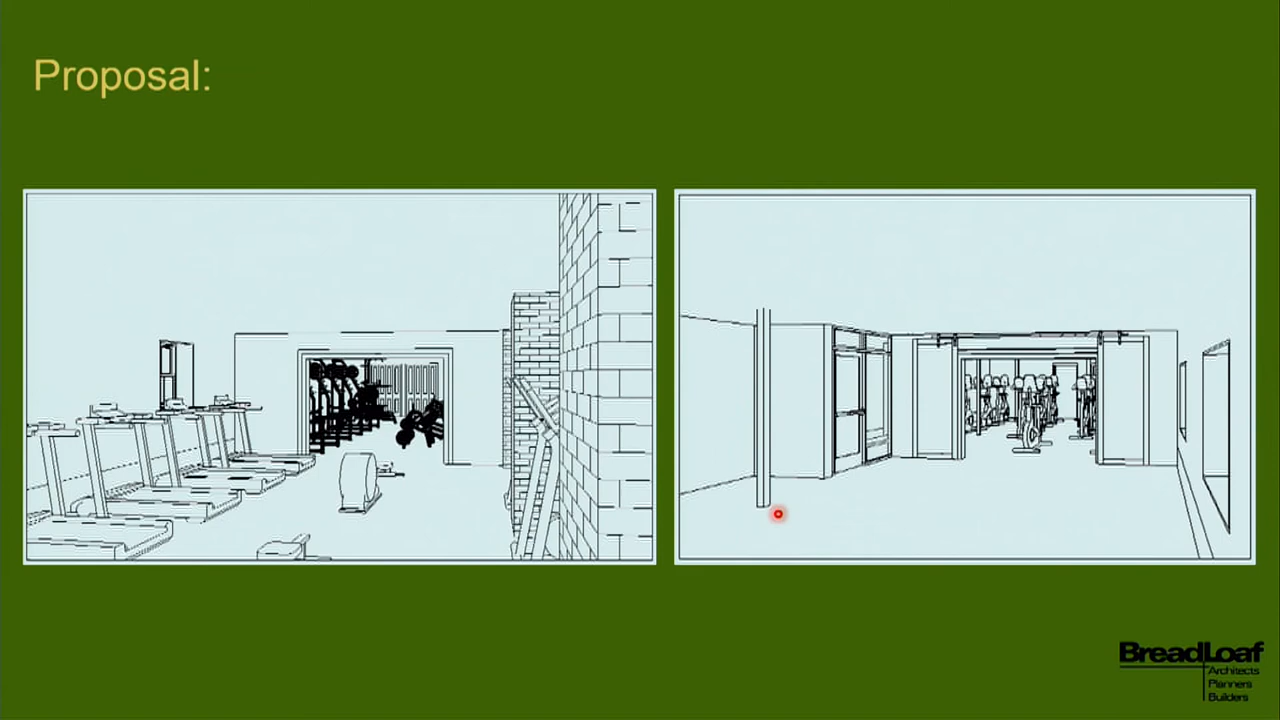 Proposal:
BreadLoaf
Architects
Planners
Builders